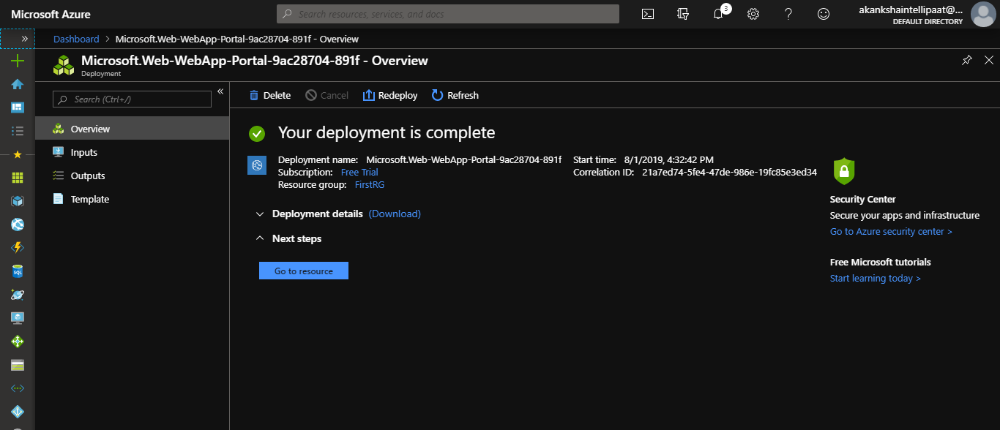 Microsoft Azure
Search resources, services, and docs
3
akankshaintellipaat@...
DEFAULT DIRECTORY
»
Dashboard > Microsoft.Web-WebApp-Portal-9ac28704-891f - Overview
Microsoft.Web-WebApp-Portal-9ac28704-891f - Overview
Deployment
Search (Ctrl+/)
«
Delete Cancel Redeploy Refresh
Overview
Inputs
Outputs
Template
Your deployment is complete
Deployment name: Microsoft.Web-WebApp-Portal-9ac28704-891f
Subscription: Free Trial
Resource group: FirstRG
Start time: 8/1/2019, 4:32:42 PM
Correlation ID: 21a7ed74-5fe4-47de-986e-19fc85e3ed34
Deployment details (Download)
Next steps
Go to resource
Security Center
Secure your apps and infrastructure
Go to Azure security center >
Free Microsoft tutorials
Start learning today >
SQL